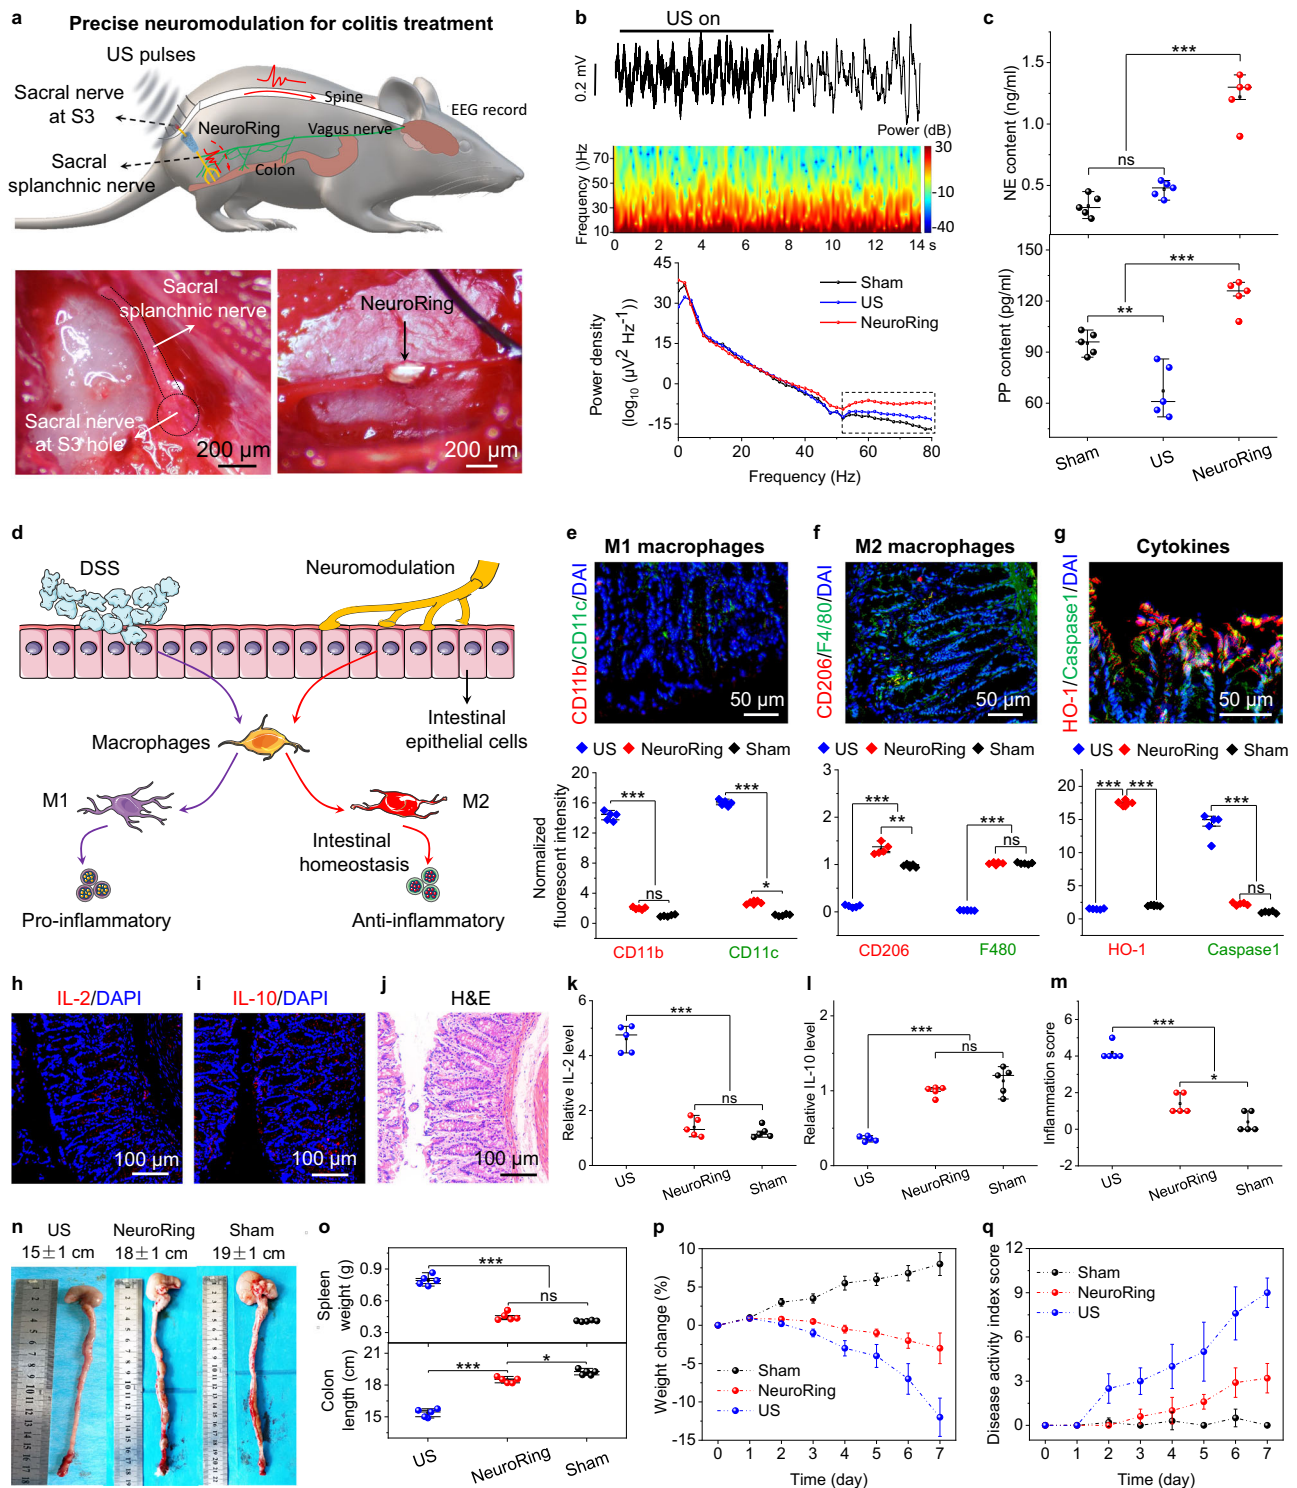 a
Precise neuromodulation for colitis treatment
US pulses
Sacral nerve
at S3
Sacral
splanchnic nerve
NeuroRing
Spine
Vagus nerve
Colon
EEG record
Sacral
splanchnic nerve
Sacral nerve
at S3 hole
200 μm
NeuroRing
200 μm
b
US on
0.2 mV
Power (dB)
30
-10
-40
Frequency ()Hz
80
50
30
10
0 2 4 6 8 10 12 14 s
Sham
US
NeuroRing
Power density
(log₁₀ (μV² Hz⁻¹)
45
30
15
0
-15
0 20 40 60 80
Frequency (Hz)
c
NE content (ng/ml)
1.5
1.0
0.5
ns
***
PP content (pg/ml)
150
120
90
60
**
***
Sham
US
NeuroRing
d
DSS
Neuromodulation
Macrophages
Intestinal
epithelial cells
M1
M2
Intestinal
homeostasis
Pro-inflammatory
Anti-inflammatory
e
M1 macrophages
CD11b/CD11c/DAI
50 μm
US NeuroRing Sham
Normalized
fluorescent intensity
20
16
12
8
4
0
***
ns
***
*
CD11b
CD11c
f
M2 macrophages
CD206/F4/80/DAI
50 μm
US NeuroRing Sham
3
2
1
0
***
**
***
ns
CD206
F480
g
Cytokines
HO-1/Caspase1/DAI
50 μm
US NeuroRing Sham
20
15
10
5
0
*** ***
***
ns
HO-1
Caspase1
h
IL-2/DAPI
100 μm
i
IL-10/DAPI
100 μm
j
H&E
100 μm
k
Relative IL-2 level
6
4
2
0
***
ns
US
NeuroRing
Sham
l
Relative IL-10 level
2
1
0
***
ns
US
NeuroRing
Sham
m
Inflammation score
6
4
2
0
-2
***
*
US
NeuroRing
Sham
n
US
15±1 cm
NeuroRing
18±1 cm
Sham
19±1 cm
o
Spleen
weight (g)
0.9
0.6
0.3
***
ns
Colon
length (cm)
21
18
15
***
*
US
NeuroRing
Sham
p
Weight change (%)
10
5
0
-5
-10
-15
Sham
NeuroRing
US
0 1 2 3 4 5 6 7
Time (day)
q
Disease activity index score
12
9
6
3
0
Sham
NeuroRing
US
0 1 2 3 4 5 6 7
Time (day)